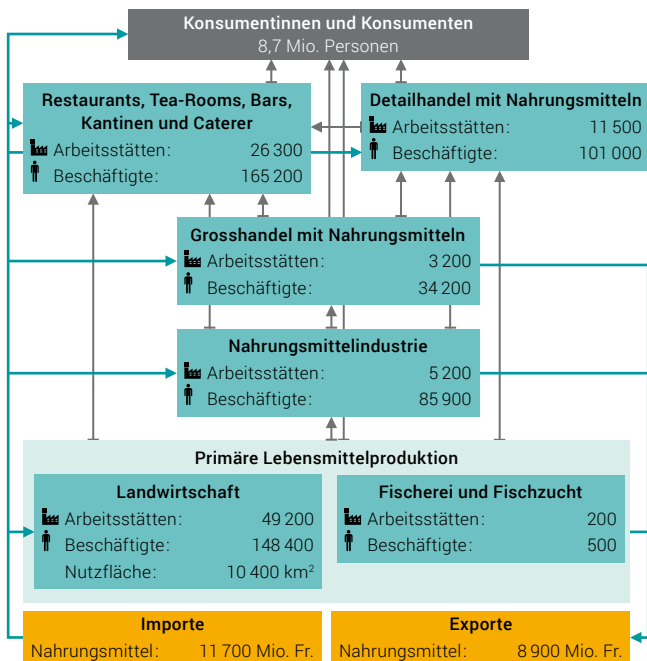 Konsumentinnen und Konsumenten
8,7 Mio. Personen
Restaurants, Tea-Rooms, Bars,
Kantinen und Caterer
Arbeitsstätten: 26 300
Beschäftigte: 165 200
Detailhandel mit Nahrungsmitteln
Arbeitsstätten: 11 500
Beschäftigte: 101 000
Grosshandel mit Nahrungsmitteln
Arbeitsstätten: 3 200
Beschäftigte: 34 200
Nahrungsmittelindustrie
Arbeitsstätten: 5 200
Beschäftigte: 85 900
Primäre Lebensmittelproduktion
Landwirtschaft
Arbeitsstätten: 49 200
Beschäftigte: 148 400
Nutzfläche: 10 400 km²
Fischerei und Fischzucht
Arbeitsstätten: 200
Beschäftigte: 500
Importe
Nahrungsmittel: 11 700 Mio. Fr.
Exporte
Nahrungsmittel: 8 900 Mio. Fr.